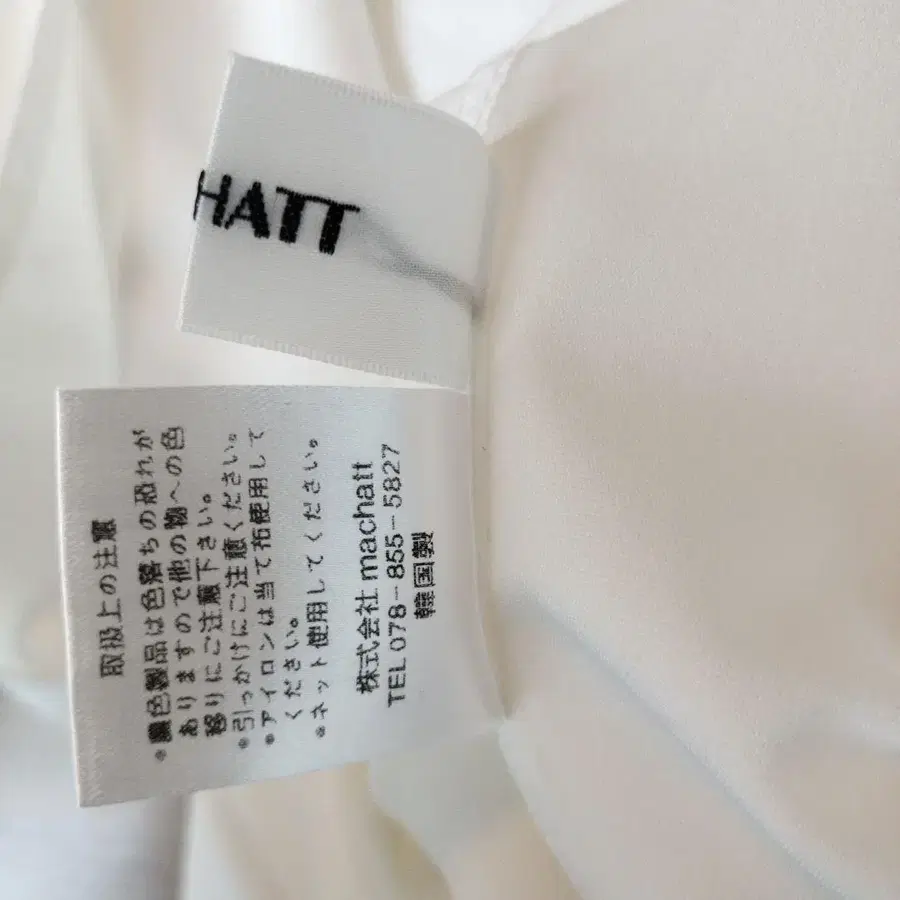 HATT
取扱上の注意
•濃色製品は色落ちの恐れが
ありますので他の物への色
移りにご注意下さい。
•引っかけにご注意ください。
•アイロンは当て布使用して
ください。
•ネット使用してください。
株式会社 machatt
TEL 078-855-5827
韓国製